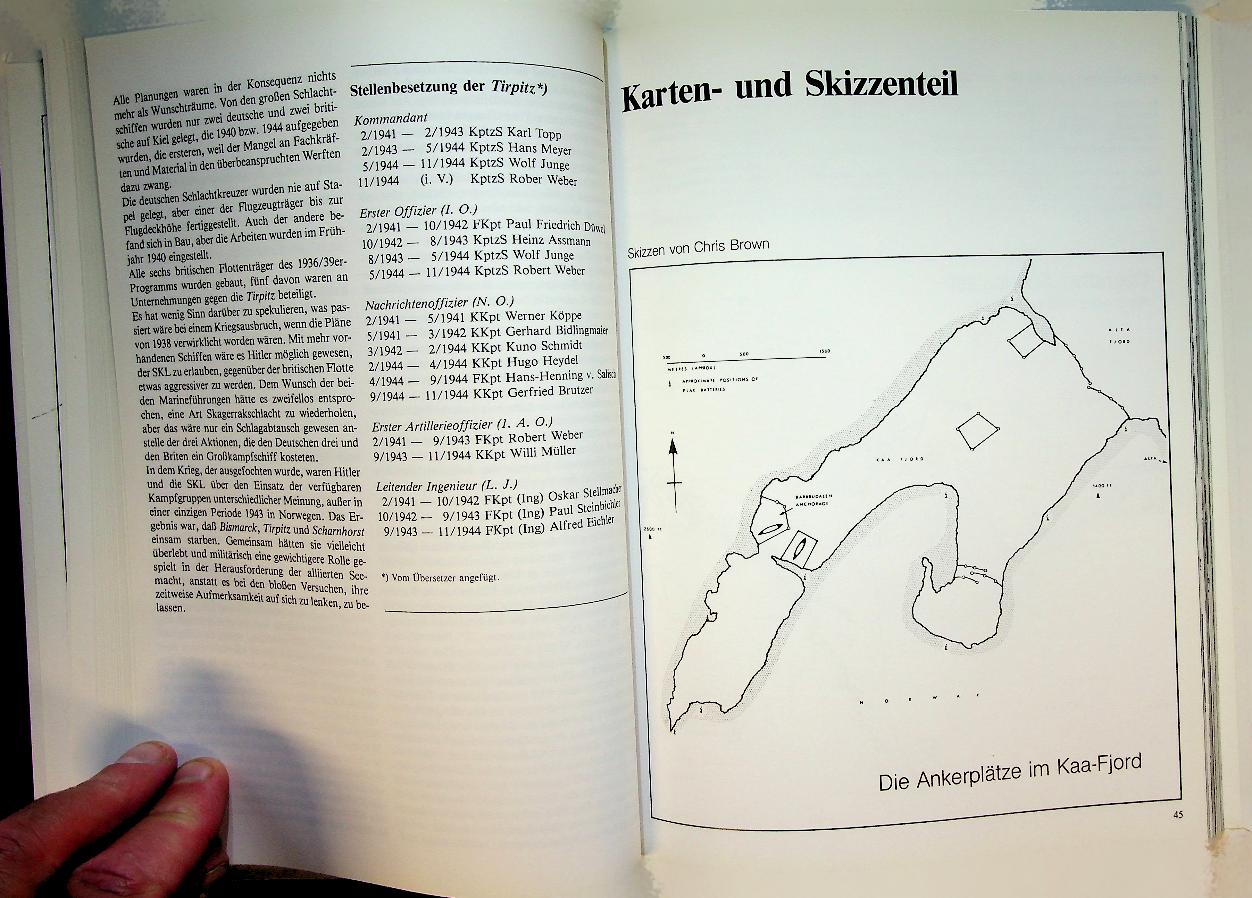 Alle Planungen waren in der Konsequenz nichts
mehr als Wunschträume. Von den großen Schlacht-
schiffen wurden nur zwei deutsche und zwei briti-
sche auf Kiel gelegt, die 1940 bzw. 1944 aufgegeben
wurden, die ersteren, weil der Mangel an Fachkräf-
ten und Material in den überbeanspruchten Werften
dazu zwang.
Die deutschen Schlachtkreuzer wurden nie auf Sta-
pel gelegt, aber einer der Flugzeugträger bis zur
Flugdeckhöhe fertiggestellt. Auch der andere be-
fand sich in Bau, aber die Arbeiten wurden im Früh-
jahr 1940 eingestellt.
Alle sechs britischen Flottenträger des 1936/39er-
Programms wurden gebaut, fünf davon waren an
Unternehmungen gegen die Tirpitz beteiligt.
Es hat wenig Sinn darüber zu spekulieren, was pas-
siert wäre bei einem Kriegsausbruch, wenn die Pläne
von 1938 verwirklicht worden wären. Mit mehr vor-
handenen Schiffen wäre es Hitler möglich gewesen,
der SKL zu erlauben, gegenüber der britischen Flotte
etwas aggressiver zu werden. Dem Wunsch der bei-
den Marineführungen hätte es zweifellos entspro-
chen, eine Art Skagerrakschlacht zu wiederholen,
aber das wäre nur ein Schlagabtausch gewesen an-
stelle der drei Aktionen, die den Deutschen drei und
den Briten ein Großkampfschiff kosteten.
In dem Krieg, der ausgefochten wurde, waren Hitler
und die SKL über den Einsatz der verfügbaren
Kampfgruppen unterschiedlicher Meinung, außer in
einer einzigen Periode 1943 in Norwegen. Das Er-
gebnis war, daß Bismarck, Tirpitz und Scharnhorst
einsam starben. Gemeinsam hätten sie vielleicht
überlebt und militärisch eine gewichtigere Rolle ge-
spielt in der Herausforderung der alliierten See-
macht, anstatt es bei den bloßen Versuchen, ihre
zeitweise Aufmerksamkeit auf sich zu lenken, zu be-
lassen.
Stellenbesetzung der Tirpitz*)
Kommandant
2/1941 — 2/1943 KptzS Karl Topp
2/1943 — 5/1944 KptzS Hans Meyer
5/1944 — 11/1944 KptzS Wolf Junge
11/1944 (i. V.) KptzS Rober Weber
Erster Offizier (I. O.)
2/1941 — 10/1942 FKpt Paul Friedrich Düwel
10/1942 — 8/1943 KptzS Heinz Assmann
8/1943 — 5/1944 KptzS Wolf Junge
5/1944 — 11/1944 KptzS Robert Weber
Nachrichtenoffizier (N. O.)
2/1941 — 5/1941 KKpt Werner Köppe
5/1941 — 3/1942 KKpt Gerhard Bidlingmaier
3/1942 — 2/1944 KKpt Kuno Schmidt
2/1944 — 4/1944 KKpt Hugo Heydel
4/1944 — 9/1944 FKpt Hans-Henning v. Salisch
9/1944 — 11/1944 KKpt Gerfried Brutzer
Erster Artillerieoffizier (I. A. O.)
2/1941 — 9/1943 FKpt Robert Weber
9/1943 — 11/1944 KKpt Willi Müller
Leitender Ingenieur (L. J.)
2/1941 — 10/1942 FKpt (Ing) Oskar Stellmacher
10/1942 — 9/1943 FKpt (Ing) Paul Steinbichler
9/1943 — 11/1944 FKpt (Ing) Alfred Eichler
*) Vom Übersetzer angefügt.
Karten- und Skizzenteil
Skizzen von Chris Brown
ALTA
FJORD
500 0 500 1500
METRES (APPROX)
APPROXIMATE POSITIONS OF
FLAK BATTERIES
N
KAA FJORD
ALTA
BARBRUDALEN
ANCHORAGE
NORWAY
Die Ankerplätze im Kaa-Fjord
45